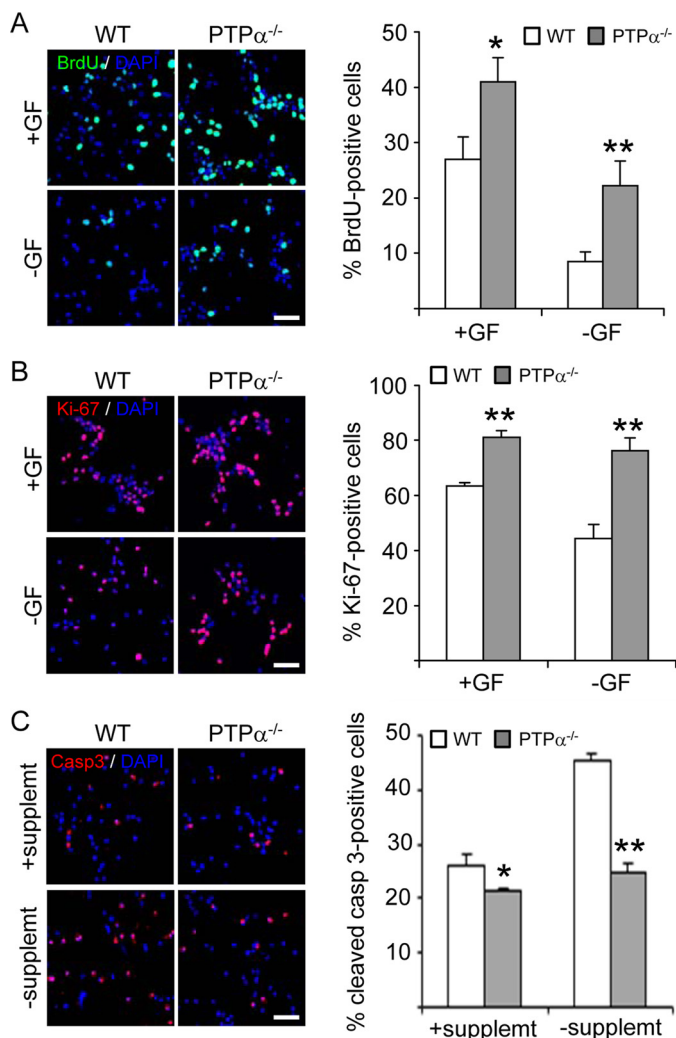 A
WT PTPα-/-
BrdU / DAPI
+GF
-GF
WT PTPα-/-
% BrdU-positive cells
50
40
30
20
10
*
**
+GF -GF
B
WT PTPα-/-
Ki-67 / DAPI
+GF
-GF
WT PTPα-/-
% Ki-67-positive cells
100
80
60
40
20
**
**
+GF -GF
C
WT PTPα-/-
Casp3 / DAPI
+supplemt
-supplemt
WT PTPα-/-
% cleaved casp 3-positive cells
50
40
30
20
10
*
**
+supplemt -supplemt